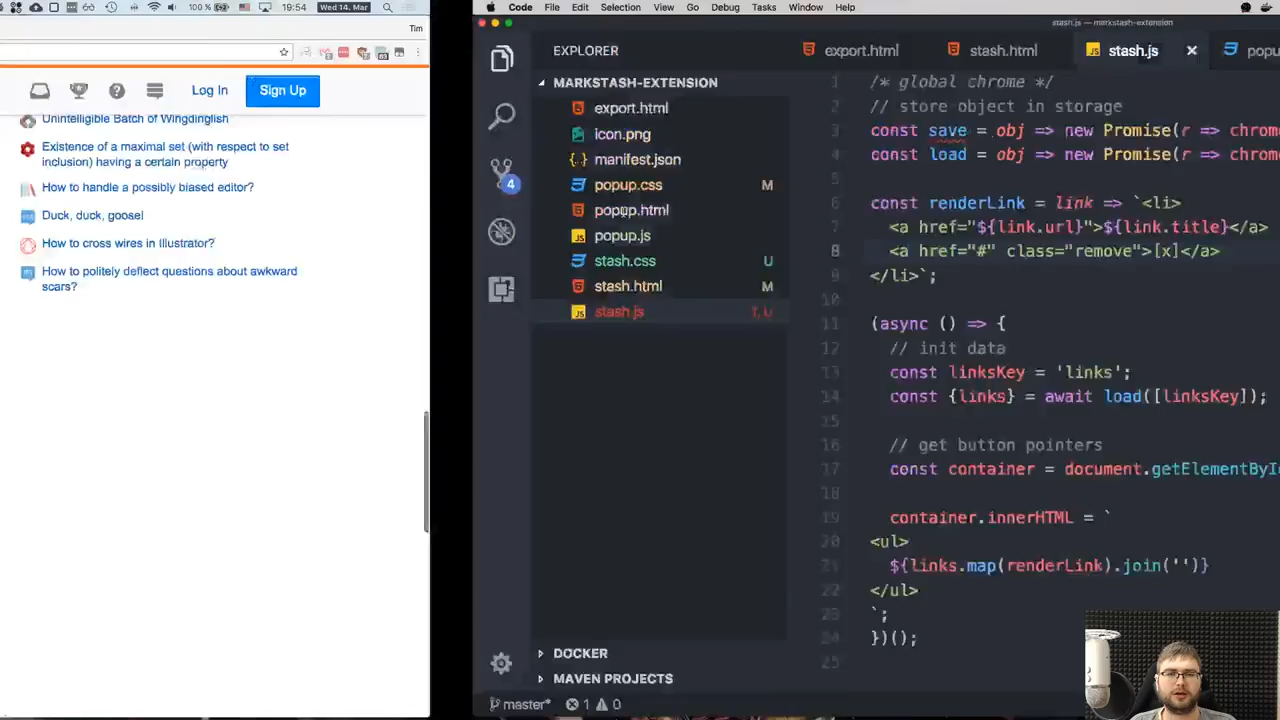 100 % 19:54 Wed 14. Mar
Tim
Log In
Sign Up
Unintelligible Batch of Wingdinglish
Existence of a maximal set (with respect to set
inclusion) having a certain property
How to handle a possibly biased editor?
Duck, duck, goose!
How to cross wires in Illustrator?
How to politely deflect questions about awkward
scars?
Code File Edit Selection View Go Debug Tasks Window Help
stash.js — markstash-extension
EXPLORER
export.html
stash.html
stash.js
popu
MARKSTASH-EXTENSION
export.html
icon.png
manifest.json
popup.css M
popup.html
popup.js
stash.css U
stash.html M
stash.js 1, U
4
DOCKER
MAVEN PROJECTS
master* 1 0
1 /* global chrome */
2 // store object in storage
3 const save = obj => new Promise(r => chrome
4 const load = obj => new Promise(r => chrome
5
6 const renderLink = link => `<li>
7 <a href="${link.url}">${link.title}</a>
8 <a href="#" class="remove">[x]</a>
9 </li>`;
10
11 (async () => {
12 // init data
13 const linksKey = 'links';
14 const {links} = await load([linksKey]);
15
16 // get button pointers
17 const container = document.getElementById
18
19 container.innerHTML = `
20 <ul>
21 ${links.map(renderLink).join('')}
22 </ul>
23 `;
24 })();
25